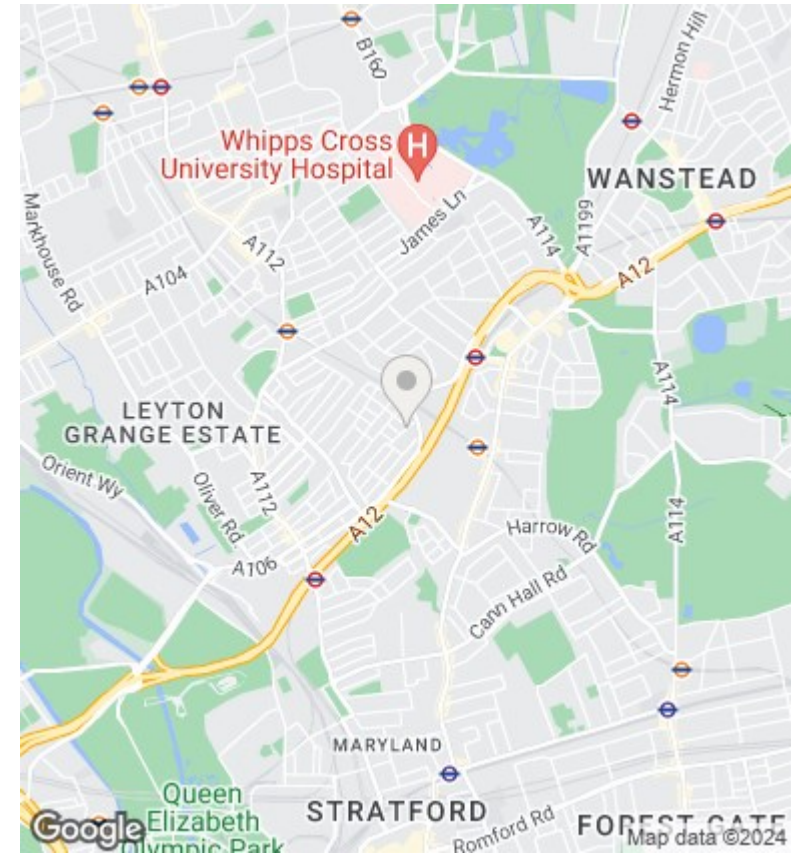 B160
Hermon Hill
Whipps Cross
University Hospital
H
WANSTEAD
Markhouse Rd
A112
James Ln
A114
A1199
A12
A104
LEYTON
GRANGE ESTATE
A114
Orient Wy
Oliver Rd
A112
A12
A106
Harrow Rd
A114
Cann Hall Rd
MARYLAND
Queen
Elizabeth
Olympic Park
STRATFORD
Romford Rd
FOREST GATE
Google
Map data ©2024